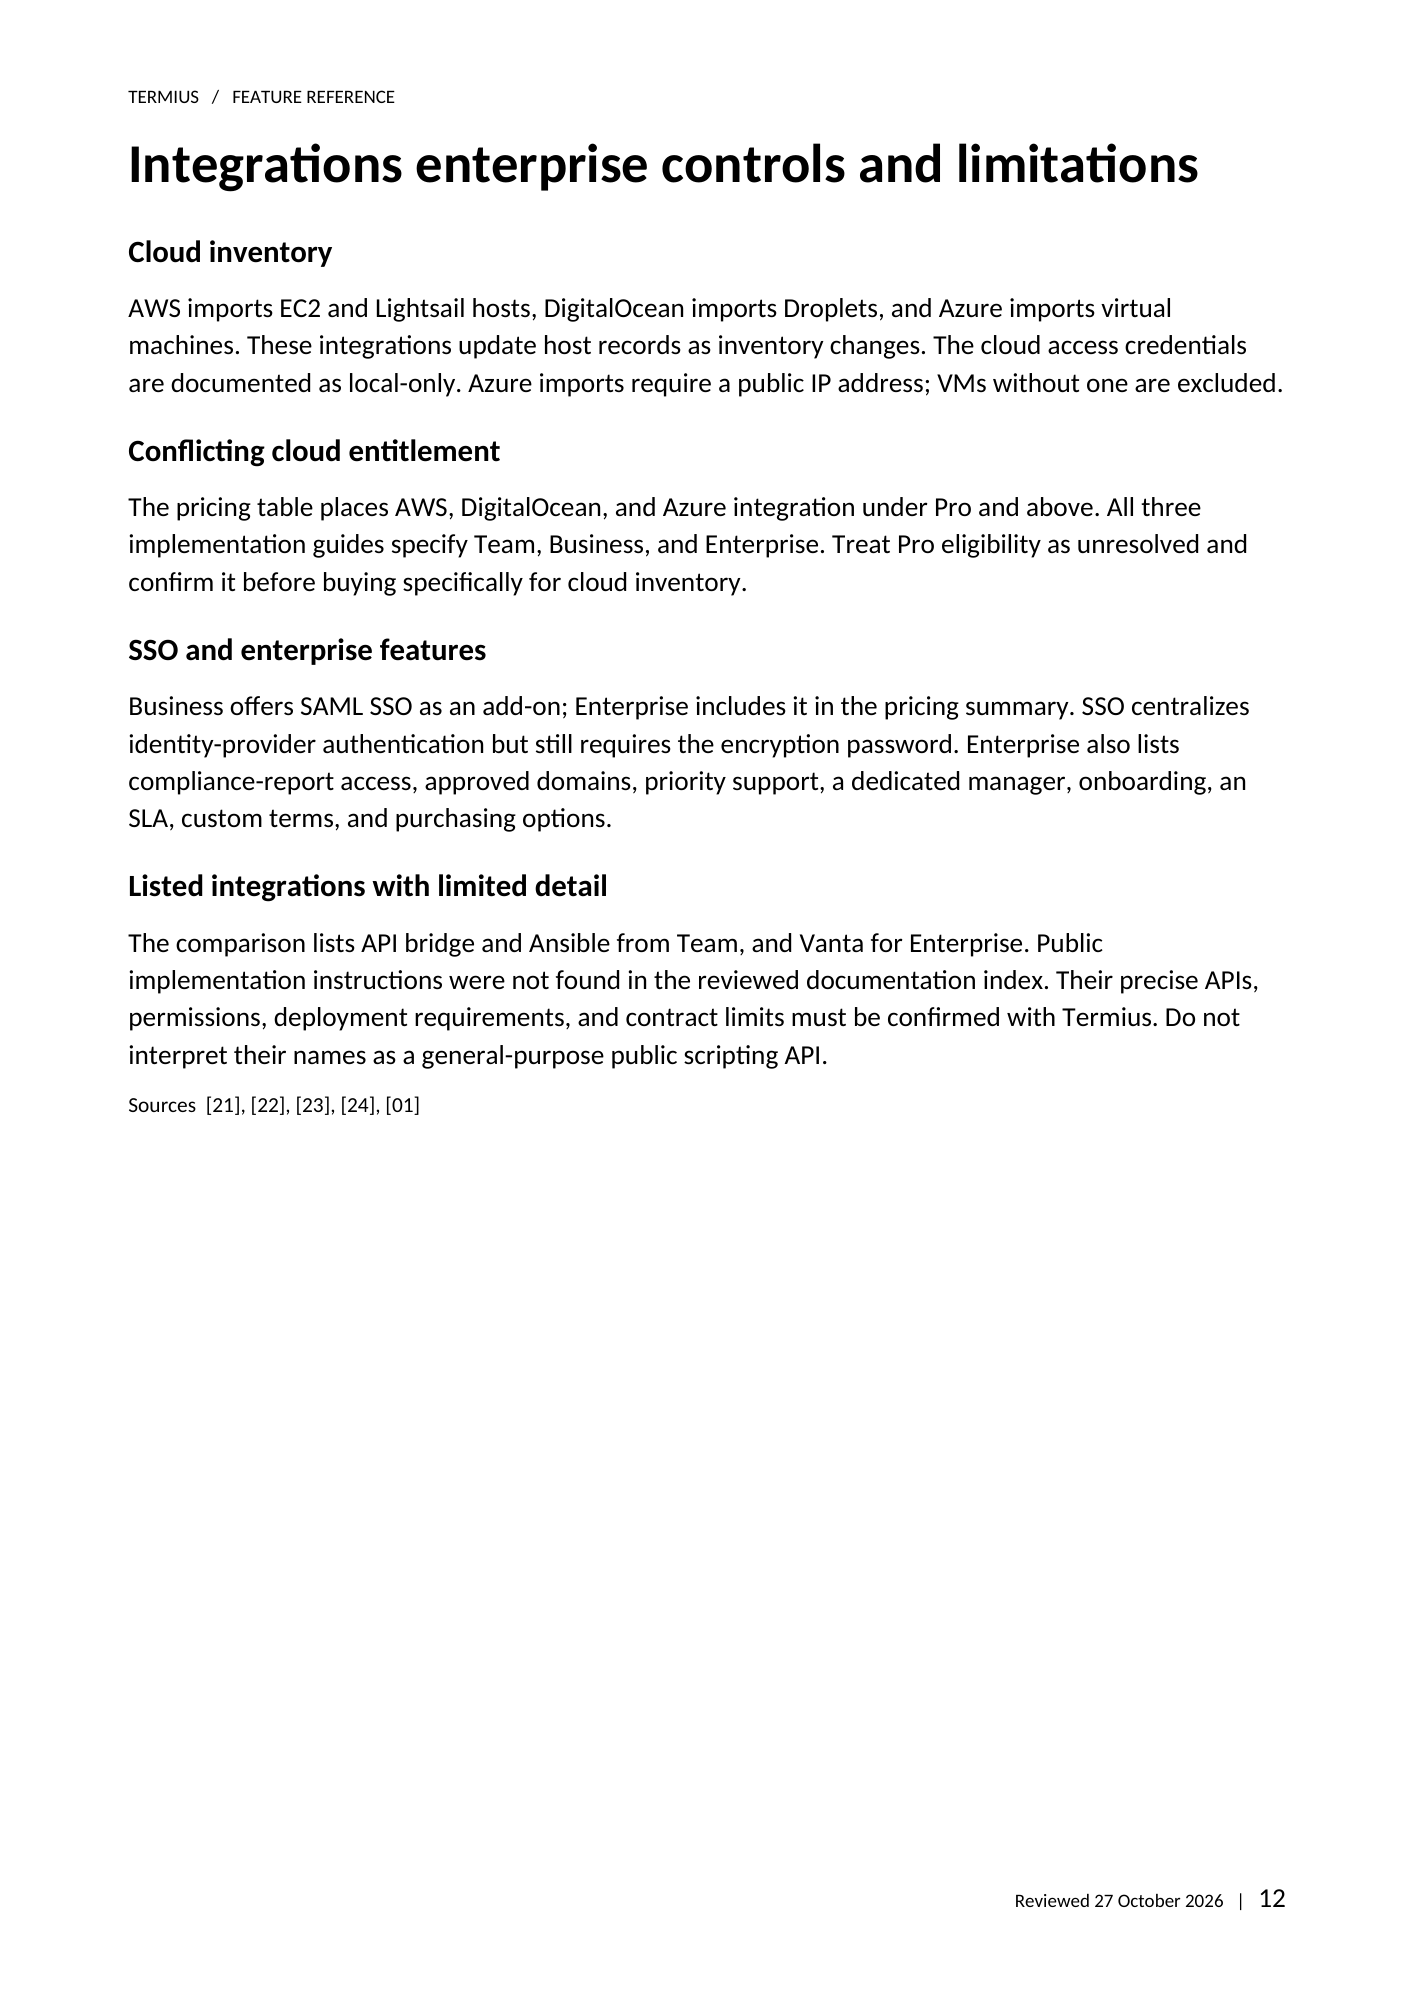 TERMIUS / FEATURE REFERENCE
Integrations enterprise controls and limitations
Cloud inventory
AWS imports EC2 and Lightsail hosts, DigitalOcean imports Droplets, and Azure imports virtual
machines. These integrations update host records as inventory changes. The cloud access credentials
are documented as local-only. Azure imports require a public IP address; VMs without one are excluded.
Conflicting cloud entitlement
The pricing table places AWS, DigitalOcean, and Azure integration under Pro and above. All three
implementation guides specify Team, Business, and Enterprise. Treat Pro eligibility as unresolved and
confirm it before buying specifically for cloud inventory.
SSO and enterprise features
Business offers SAML SSO as an add-on; Enterprise includes it in the pricing summary. SSO centralizes
identity-provider authentication but still requires the encryption password. Enterprise also lists
compliance-report access, approved domains, priority support, a dedicated manager, onboarding, an
SLA, custom terms, and purchasing options.
Listed integrations with limited detail
The comparison lists API bridge and Ansible from Team, and Vanta for Enterprise. Public
implementation instructions were not found in the reviewed documentation index. Their precise APIs,
permissions, deployment requirements, and contract limits must be confirmed with Termius. Do not
interpret their names as a general-purpose public scripting API.
Sources [21], [22], [23], [24], [01]
Reviewed 27 October 2026 | 12